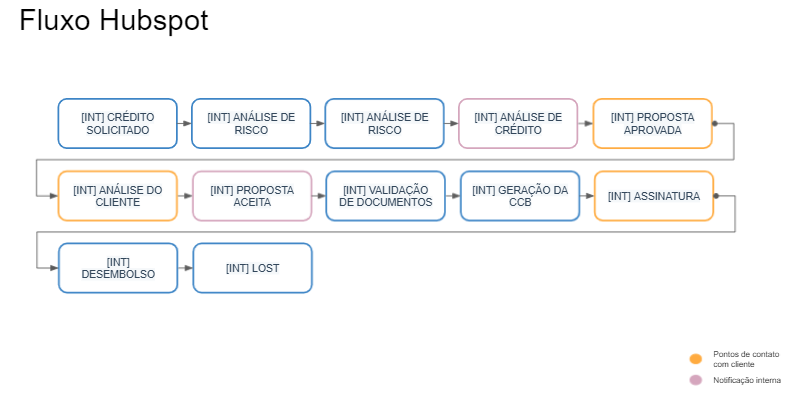 Fluxo Hubspot
[INT] CRÉDITO
SOLICITADO
[INT] ANÁLISE DE
RISCO
[INT] ANÁLISE DE
RISCO
[INT] ANÁLISE DE
CRÉDITO
[INT] PROPOSTA
APROVADA
[INT] ANÁLISE DO
CLIENTE
[INT] PROPOSTA
ACEITA
[INT] VALIDAÇÃO
DE DOCUMENTOS
[INT] GERAÇÃO DA
CCB
[INT] ASSINATURA
[INT]
DESEMBOLSO
[INT] LOST
Pontos de contato
com cliente
Notificação interna